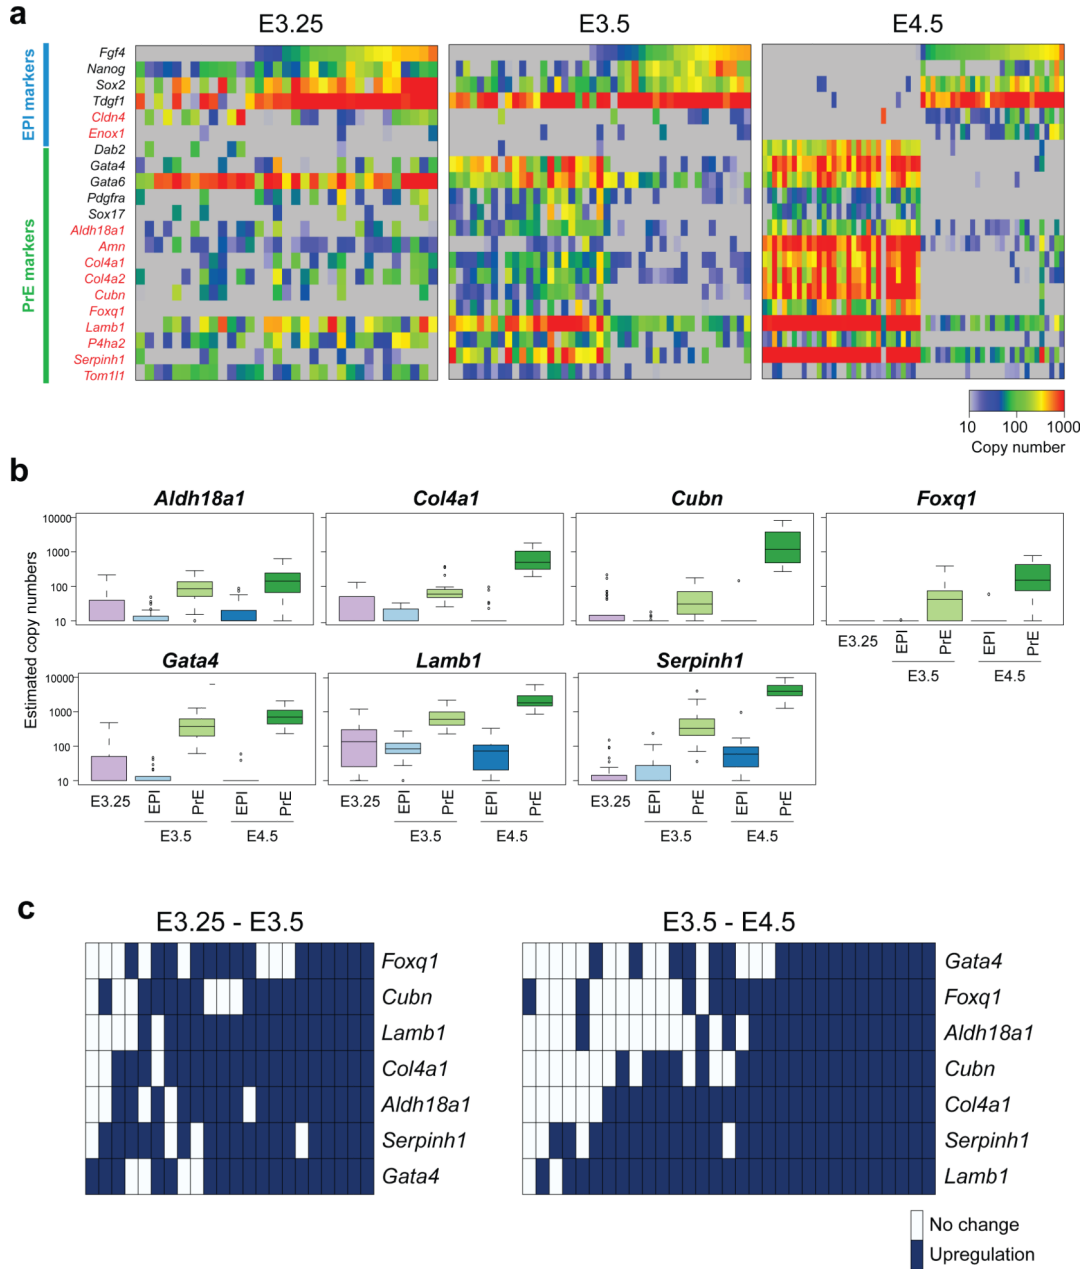 a
E3.25
E3.5
E4.5
EPI markers
PrE markers
Fgf4
Nanog
Sox2
Tdgf1
Cldn4
Enox1
Dab2
Gata4
Gata6
Pdgfra
Sox17
Aldh18a1
Amn
Col4a1
Col4a2
Cubn
Foxq1
Lamb1
P4ha2
Serpinh1
Tom1l1
10 100 1000
Copy number
b
Aldh18a1
Col4a1
Cubn
Foxq1
Estimated copy numbers
10000
1000
100
10
E3.25
EPI
PrE
EPI
PrE
E3.5
E4.5
Gata4
Lamb1
Serpinh1
10000
1000
100
10
E3.25
EPI
PrE
EPI
PrE
E3.5
E4.5
E3.25
EPI
PrE
EPI
PrE
E3.5
E4.5
E3.25
EPI
PrE
EPI
PrE
E3.5
E4.5
c
E3.25 - E3.5
Foxq1
Cubn
Lamb1
Col4a1
Aldh18a1
Serpinh1
Gata4
E3.5 - E4.5
Gata4
Foxq1
Aldh18a1
Cubn
Col4a1
Serpinh1
Lamb1
No change
Upregulation